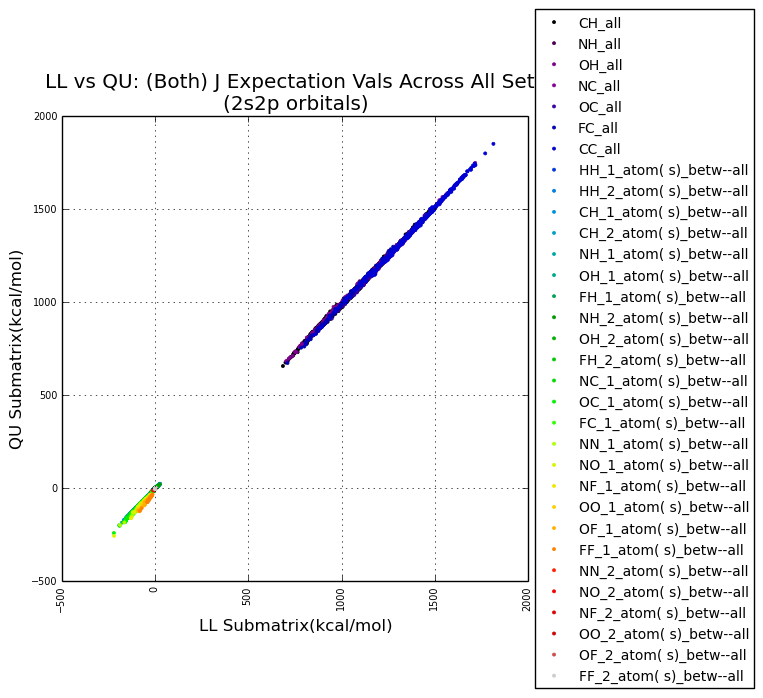 LL vs QU: (Both) J Expectation Vals Across All Set
(2s2p orbitals)
2000
1500
1000
500
0
−500
−500
0
500
1000
1500
2000
QU Submatrix(kcal/mol)
LL Submatrix(kcal/mol)
CH_all
NH_all
OH_all
NC_all
OC_all
FC_all
CC_all
HH_1_atom( s)_betw--all
HH_2_atom( s)_betw--all
CH_1_atom( s)_betw--all
CH_2_atom( s)_betw--all
NH_1_atom( s)_betw--all
OH_1_atom( s)_betw--all
FH_1_atom( s)_betw--all
NH_2_atom( s)_betw--all
OH_2_atom( s)_betw--all
FH_2_atom( s)_betw--all
NC_1_atom( s)_betw--all
OC_1_atom( s)_betw--all
FC_1_atom( s)_betw--all
NN_1_atom( s)_betw--all
NO_1_atom( s)_betw--all
NF_1_atom( s)_betw--all
OO_1_atom( s)_betw--all
OF_1_atom( s)_betw--all
FF_1_atom( s)_betw--all
NN_2_atom( s)_betw--all
NO_2_atom( s)_betw--all
NF_2_atom( s)_betw--all
OO_2_atom( s)_betw--all
OF_2_atom( s)_betw--all
FF_2_atom( s)_betw--all